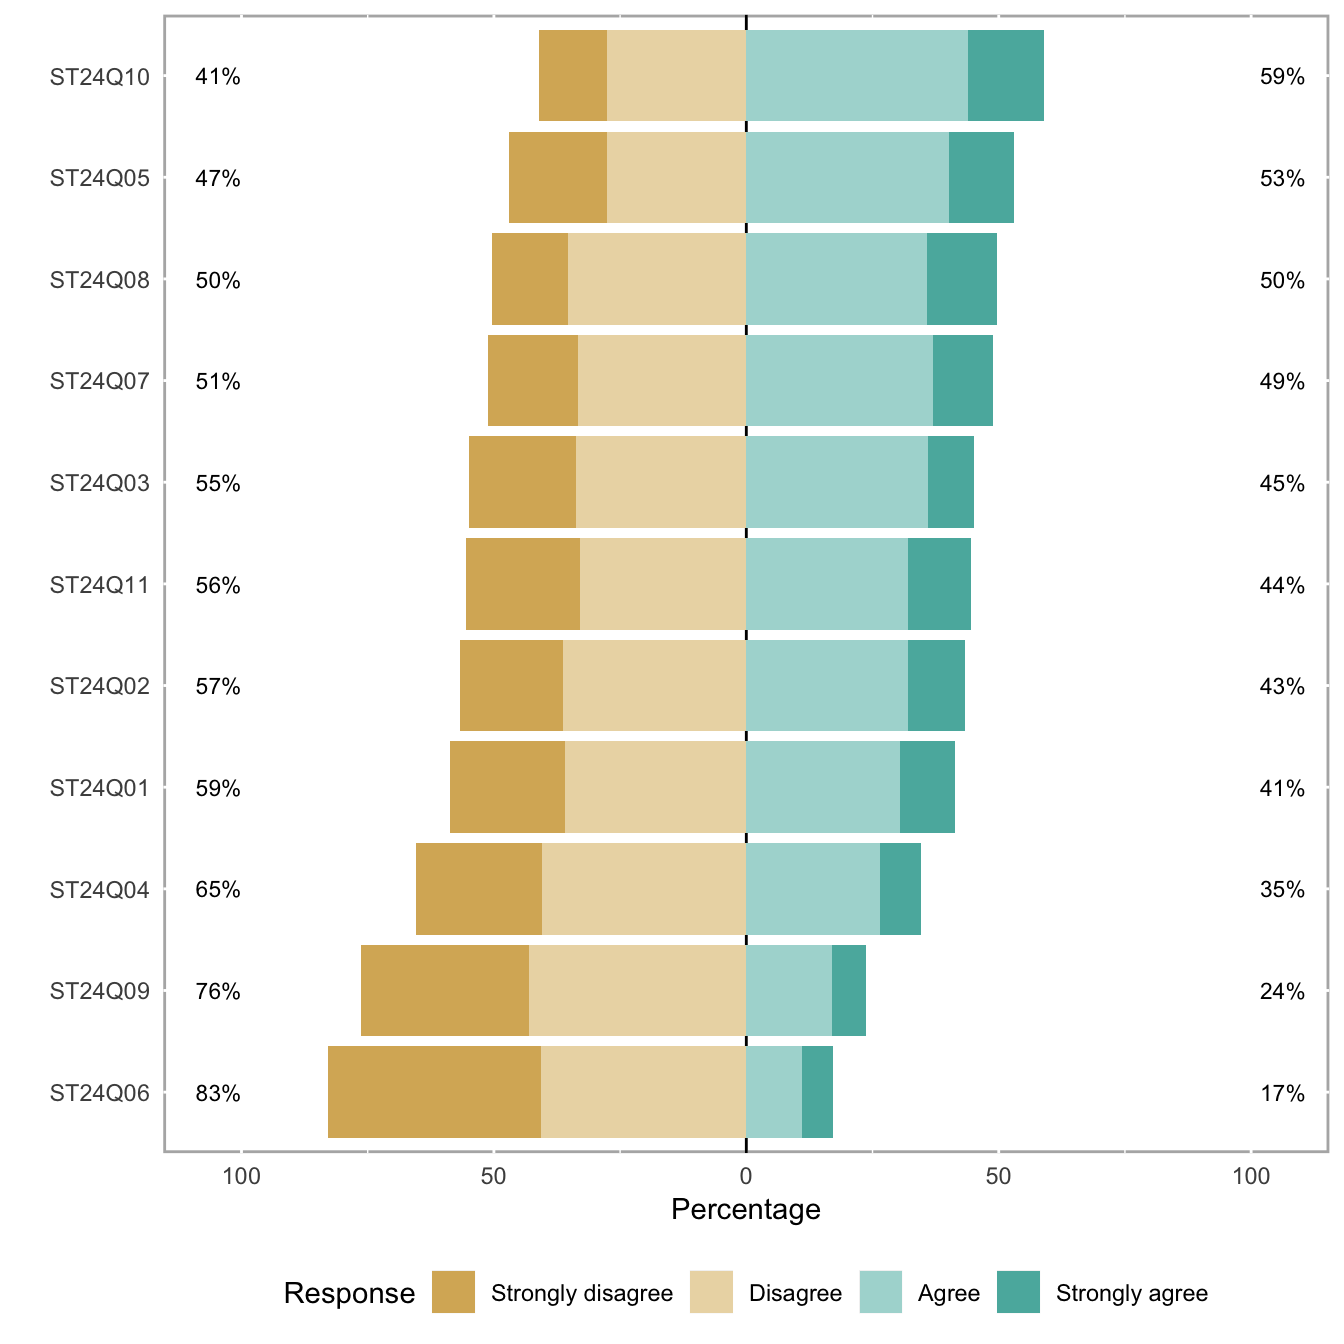 ST24Q10 41% 59%
ST24Q05 47% 53%
ST24Q08 50% 50%
ST24Q07 51% 49%
ST24Q03 55% 45%
ST24Q11 56% 44%
ST24Q02 57% 43%
ST24Q01 59% 41%
ST24Q04 65% 35%
ST24Q09 76% 24%
ST24Q06 83% 17%
100 50 0 50 100
Percentage
Response Strongly disagree Disagree Agree Strongly agree